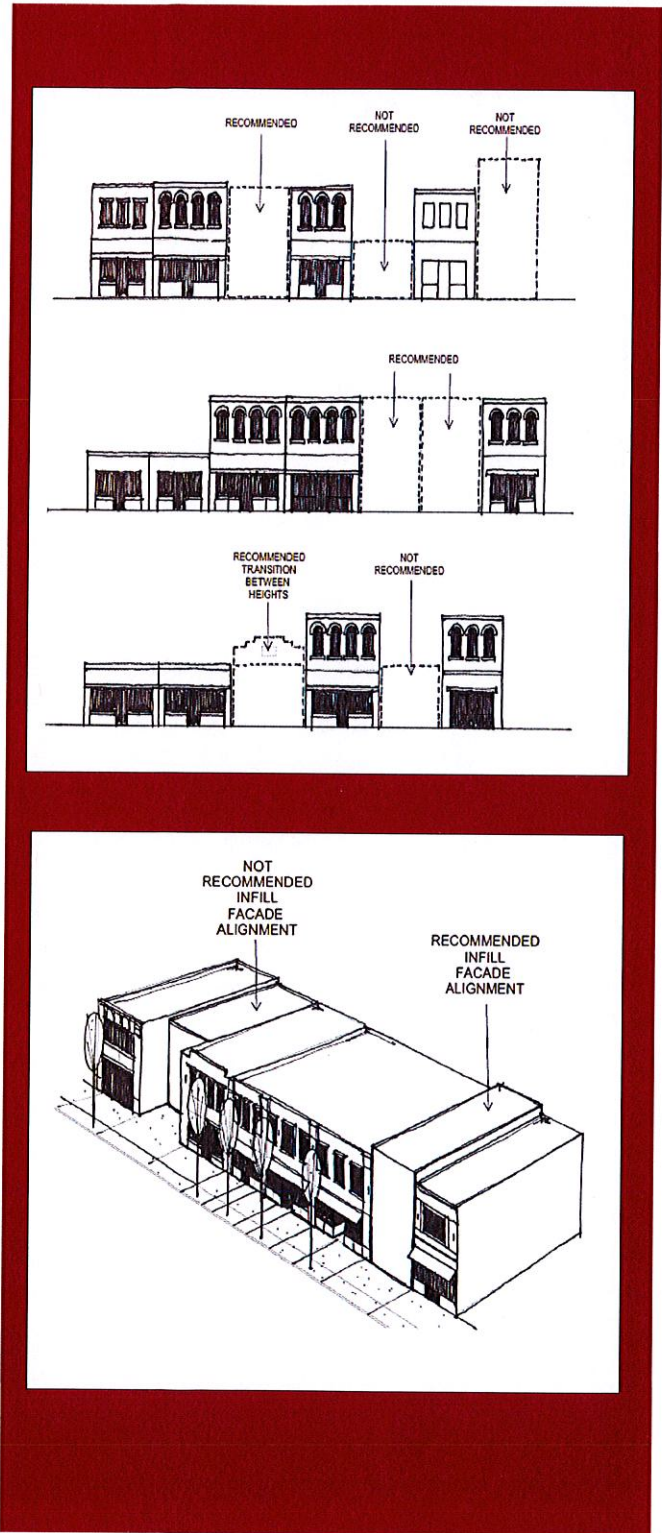 RECOMMENDED
NOT
RECOMMENDED
NOT
RECOMMENDED
RECOMMENDED
RECOMMENDED
TRANSITION
BETWEEN
HEIGHTS
NOT
RECOMMENDED
NOT
RECOMMENDED
INFILL
FACADE
ALIGNMENT
RECOMMENDED
INFILL
FACADE
ALIGNMENT